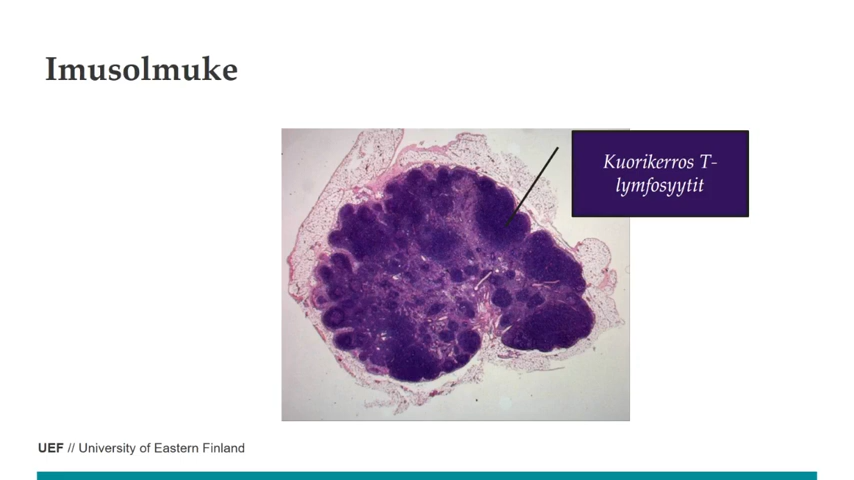 Imusolmuke
Kuorikerros T-
lymfosyytit
UEF // University of Eastern Finland